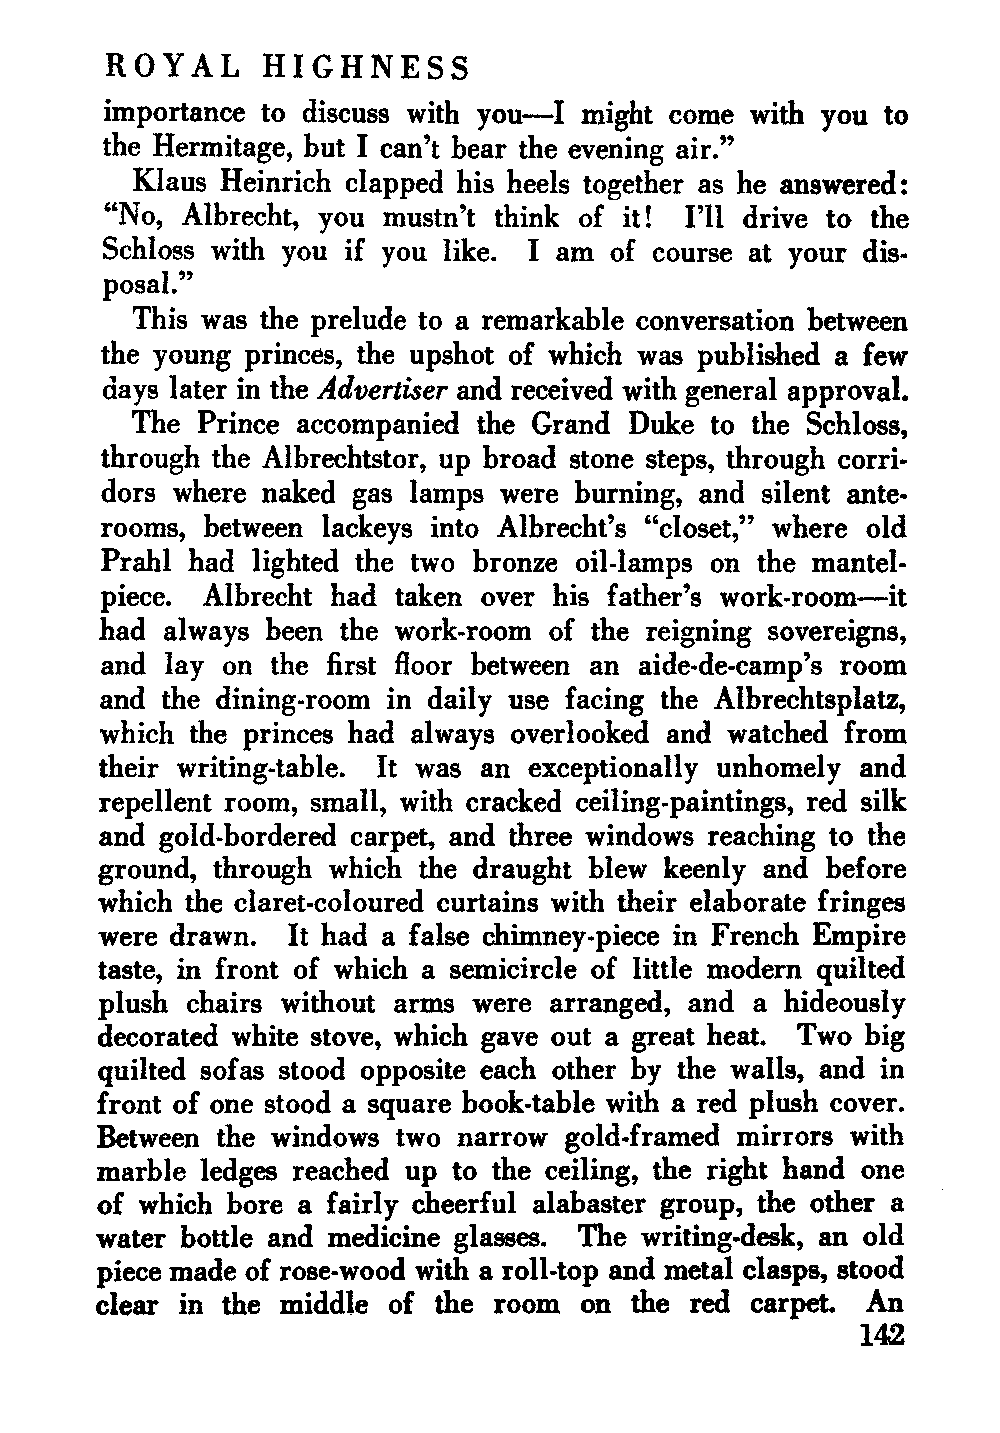 ROYAL HIGHNESS
importance to discuss with you—I might come with you to
the Hermitage, but I can't bear the evening air.”
Klaus Heinrich clapped his heels together as he answered:
“No, Albrecht, you mustn't think of it! I'll drive to the
Schloss with you if you like. I am of course at your dis-
posal.”
This was the prelude to a remarkable conversation between
the young princes, the upshot of which was published a few
days later in the Advertiser and received with general approval.
The Prince accompanied the Grand Duke to the Schloss,
through the Albrechtstor, up broad stone steps, through corri-
dors where naked gas lamps were burning, and silent ante-
rooms, between lackeys into Albrecht's “closet,” where old
Prahl had lighted the two bronze oil-lamps on the mantel-
piece. Albrecht had taken over his father's work-room—it
had always been the work-room of the reigning sovereigns,
and lay on the first floor between an aide-de-camp's room
and the dining-room in daily use facing the Albrechtsplatz,
which the princes had always overlooked and watched from
their writing-table. It was an exceptionally unhomely and
repellent room, small, with cracked ceiling-paintings, red silk
and gold-bordered carpet, and three windows reaching to the
ground, through which the draught blew keenly and before
which the claret-coloured curtains with their elaborate fringes
were drawn. It had a false chimney-piece in French Empire
taste, in front of which a semicircle of little modern quilted
plush chairs without arms were arranged, and a hideously
decorated white stove, which gave out a great heat. Two big
quilted sofas stood opposite each other by the walls, and in
front of one stood a square book-table with a red plush cover.
Between the windows two narrow gold-framed mirrors with
marble ledges reached up to the ceiling, the right hand one
of which bore a fairly cheerful alabaster group, the other a
water bottle and medicine glasses. The writing-desk, an old
piece made of rose-wood with a roll-top and metal clasps, stood
clear in the middle of the room on the red carpet. An
142